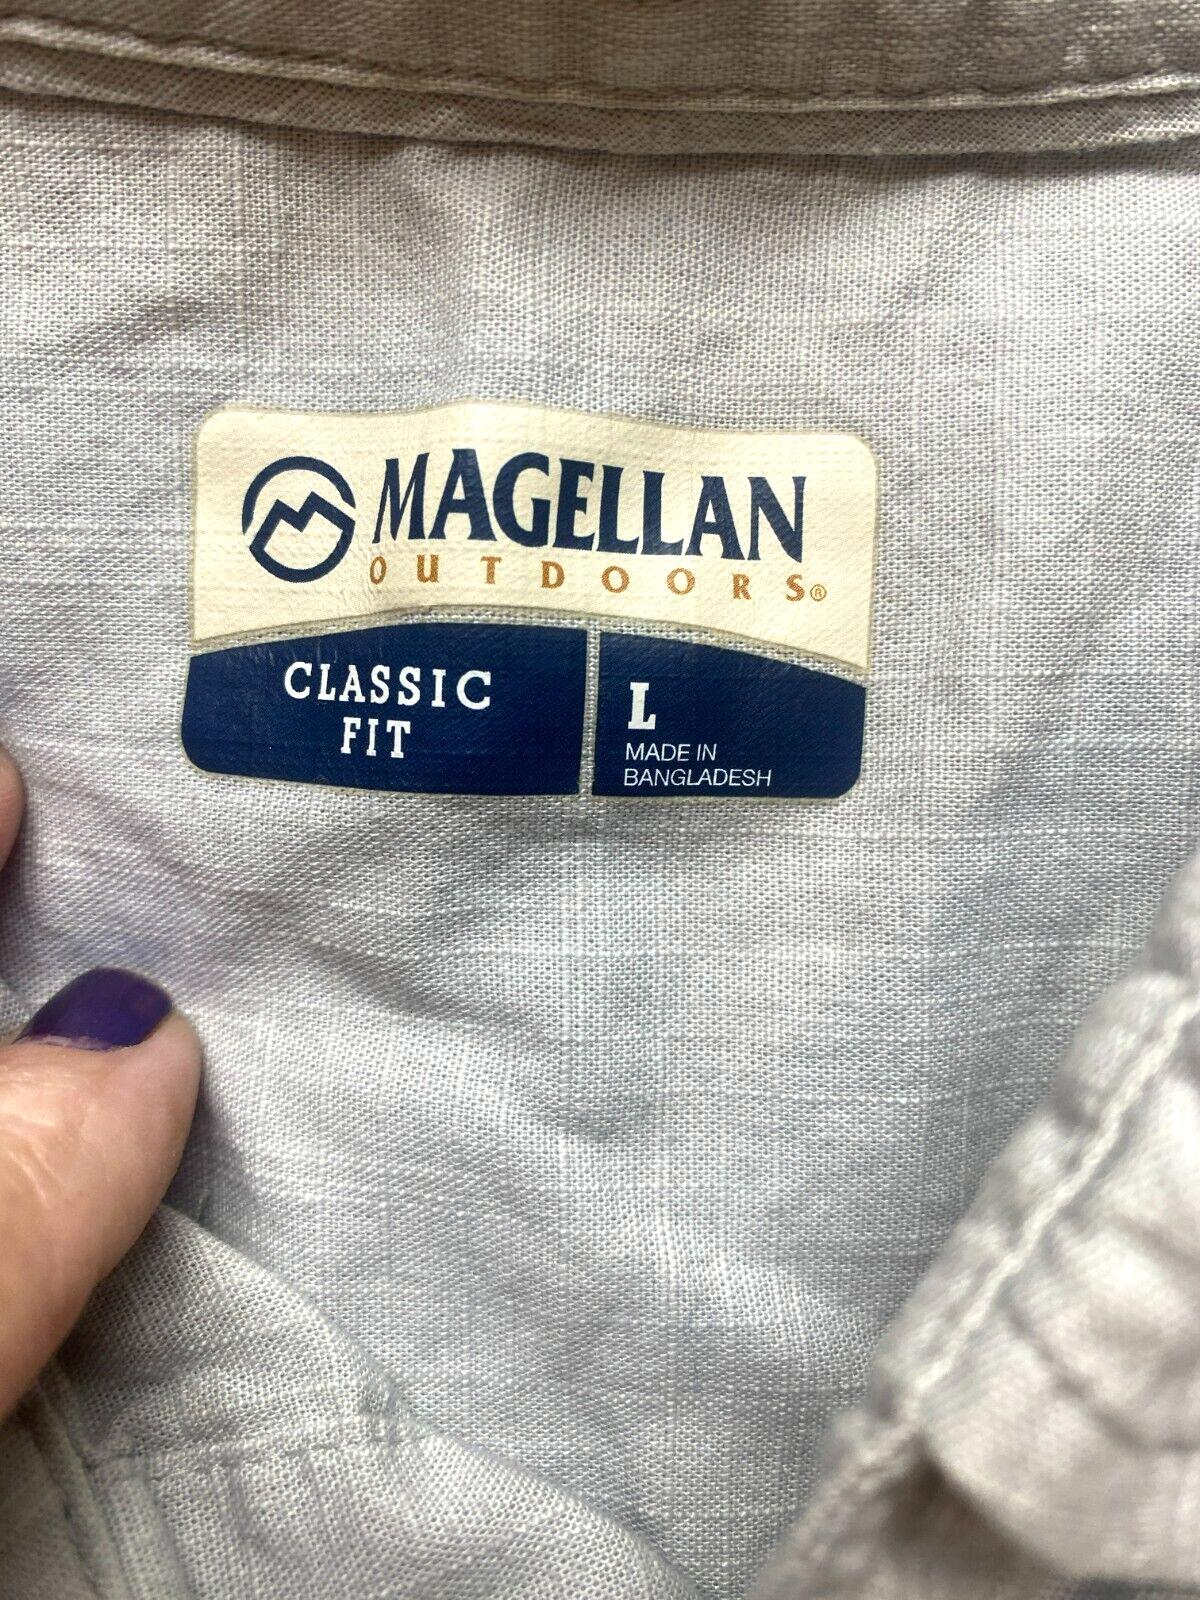 MAGELLAN
OUTDOORS®
CLASSIC
FIT
L
MADE IN
BANGLADESH